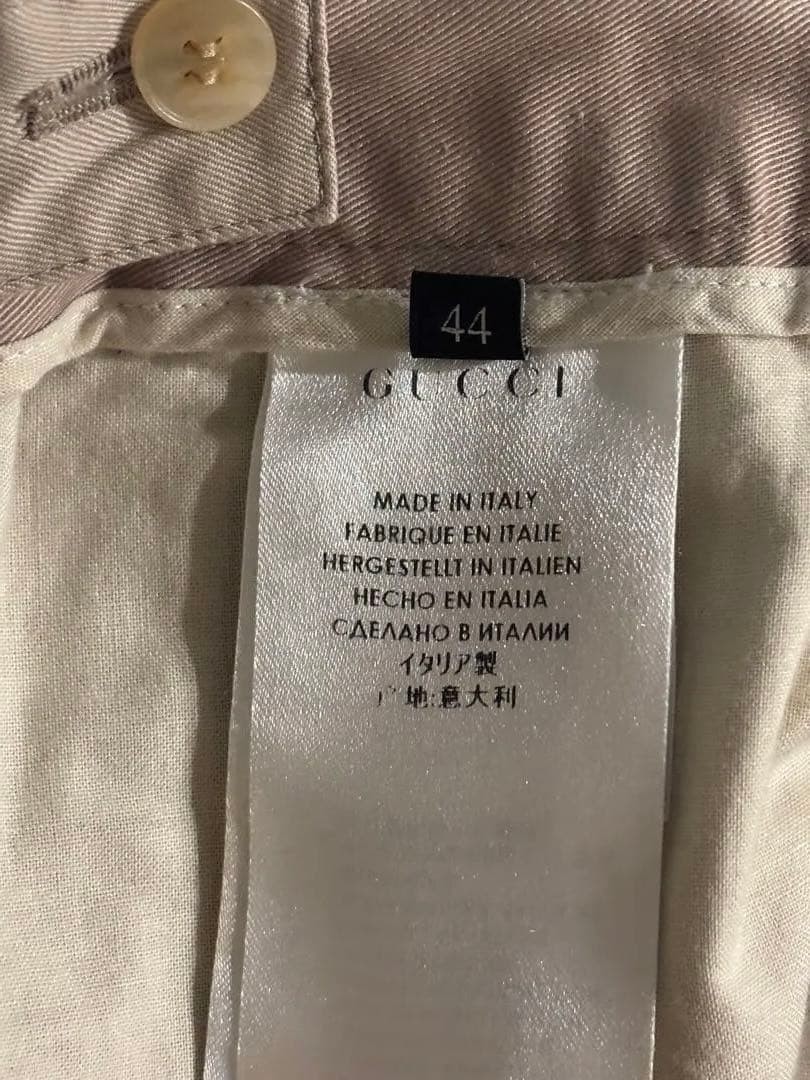 44
GUCCI
MADE IN ITALY
FABRIQUE EN ITALIE
HERGESTELLT IN ITALIEN
HECHO EN ITALIA
СДЕЛАНО В ИТАЛИИ
イタリア製
产地:意大利